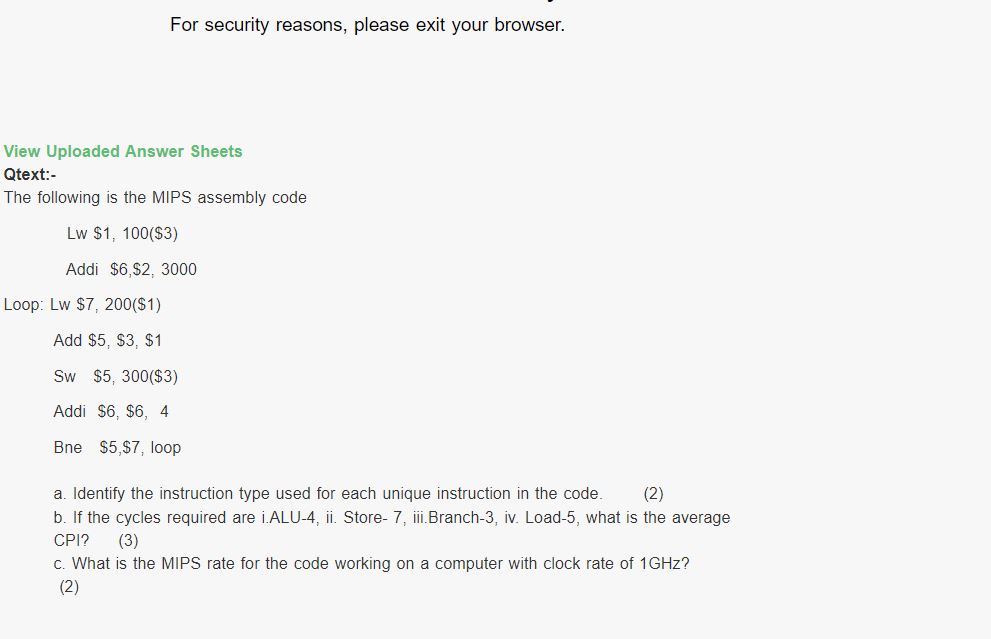 For security reasons, please exit your browser.
View Uploaded Answer Sheets
Qtext:-
The following is the MIPS assembly code
Lw $1, 100($3)
Addi $6,$2, 3000
Loop: Lw $7, 200($1)
Add $5, $3, $1
Sw $5, 300($3)
Addi $6, $6, 4
Bne $5,$7, loop
a. Identify the instruction type used for each unique instruction in the code. (2)
b. If the cycles required are i.ALU-4, ii. Store- 7, iii.Branch-3, iv. Load-5, what is the average
CPI? (3)
c. What is the MIPS rate for the code working on a computer with clock rate of 1GHz?
(2)